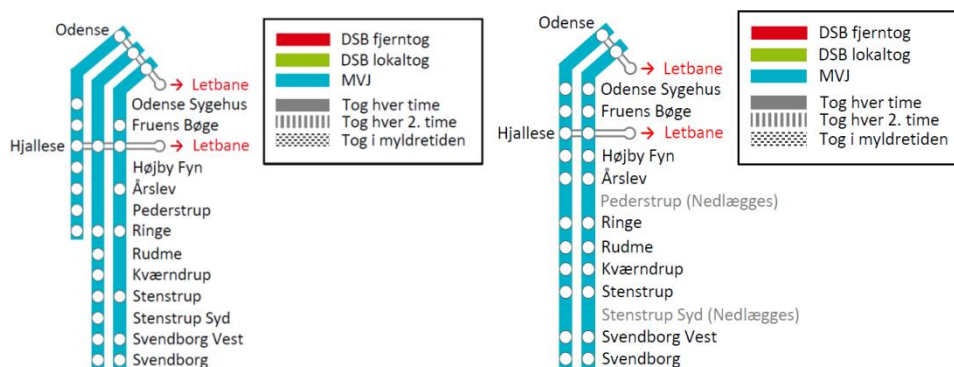 Odense
→ Letbane
Odense Sygehus
Fruens Bøge
Hjallese
→ Letbane
Højby Fyn
Årslev
Pederstrup
Ringe
Rudme
Kværndrup
Stenstrup
Stenstrup Syd
Svendborg Vest
Svendborg
DSB fjerntog
DSB lokaltog
MVJ
Tog hver time
Tog hver 2. time
Tog i myldretiden
Odense
→ Letbane
Odense Sygehus
Fruens Bøge
Hjallese
→ Letbane
Højby Fyn
Årslev
Pederstrup (Nedlægges)
Ringe
Rudme
Kværndrup
Stenstrup
Stenstrup Syd (Nedlægges)
Svendborg Vest
Svendborg
DSB fjerntog
DSB lokaltog
MVJ
Tog hver time
Tog hver 2. time
Tog i myldretiden